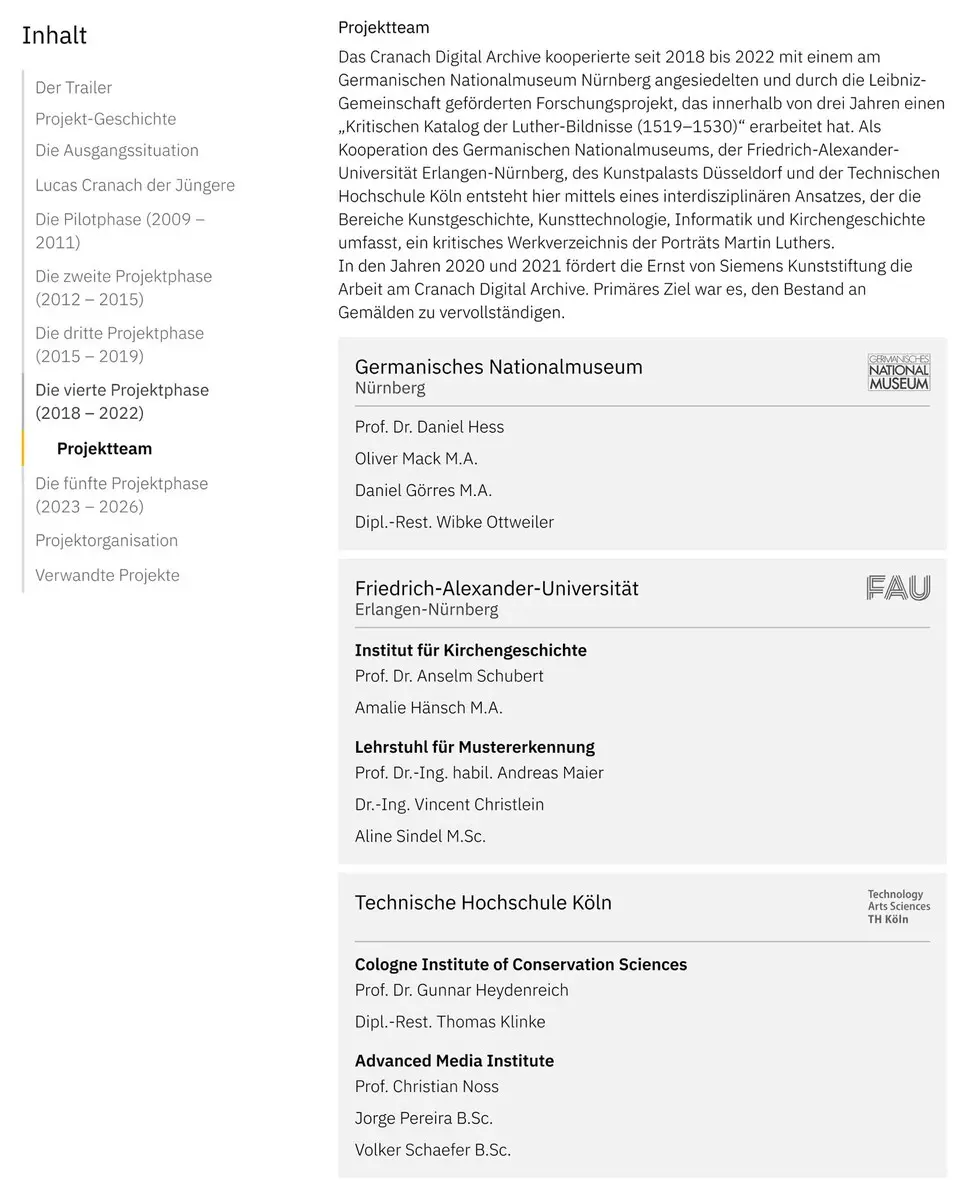 Inhalt
Der Trailer
Projekt-Geschichte
Die Ausgangssituation
Lucas Cranach der Jüngere
Die Pilotphase (2009 –
2011)
Die zweite Projektphase
(2012 – 2015)
Die dritte Projektphase
(2015 – 2019)
Die vierte Projektphase
(2018 – 2022)
Projektteam
Die fünfte Projektphase
(2023 – 2026)
Projektorganisation
Verwandte Projekte
Projektteam
Das Cranach Digital Archive kooperierte seit 2018 bis 2022 mit einem am
Germanischen Nationalmuseum Nürnberg angesiedelten und durch die Leibniz-
Gemeinschaft geförderten Forschungsprojekt, das innerhalb von drei Jahren einen
„Kritischen Katalog der Luther-Bildnisse (1519–1530)“ erarbeitet hat. Als
Kooperation des Germanischen Nationalmuseums, der Friedrich-Alexander-
Universität Erlangen-Nürnberg, des Kunstpalasts Düsseldorf und der Technischen
Hochschule Köln entsteht hier mittels eines interdisziplinären Ansatzes, der die
Bereiche Kunstgeschichte, Kunsttechnologie, Informatik und Kirchengeschichte
umfasst, ein kritisches Werkverzeichnis der Porträts Martin Luthers.
In den Jahren 2020 und 2021 fördert die Ernst von Siemens Kunststiftung die
Arbeit am Cranach Digital Archive. Primäres Ziel war es, den Bestand an
Gemälden zu vervollständigen.
Germanisches Nationalmuseum
Nürnberg
GERMANISCHES
NATIONAL
MUSEUM
Prof. Dr. Daniel Hess
Oliver Mack M.A.
Daniel Görres M.A.
Dipl.-Rest. Wibke Ottweiler
Friedrich-Alexander-Universität
Erlangen-Nürnberg
FAU
Institut für Kirchengeschichte
Prof. Dr. Anselm Schubert
Amalie Hänsch M.A.
Lehrstuhl für Mustererkennung
Prof. Dr.-Ing. habil. Andreas Maier
Dr.-Ing. Vincent Christlein
Aline Sindel M.Sc.
Technische Hochschule Köln
Technology
Arts Sciences
TH Köln
Cologne Institute of Conservation Sciences
Prof. Dr. Gunnar Heydenreich
Dipl.-Rest. Thomas Klinke
Advanced Media Institute
Prof. Christian Noss
Jorge Pereira B.Sc.
Volker Schaefer B.Sc.